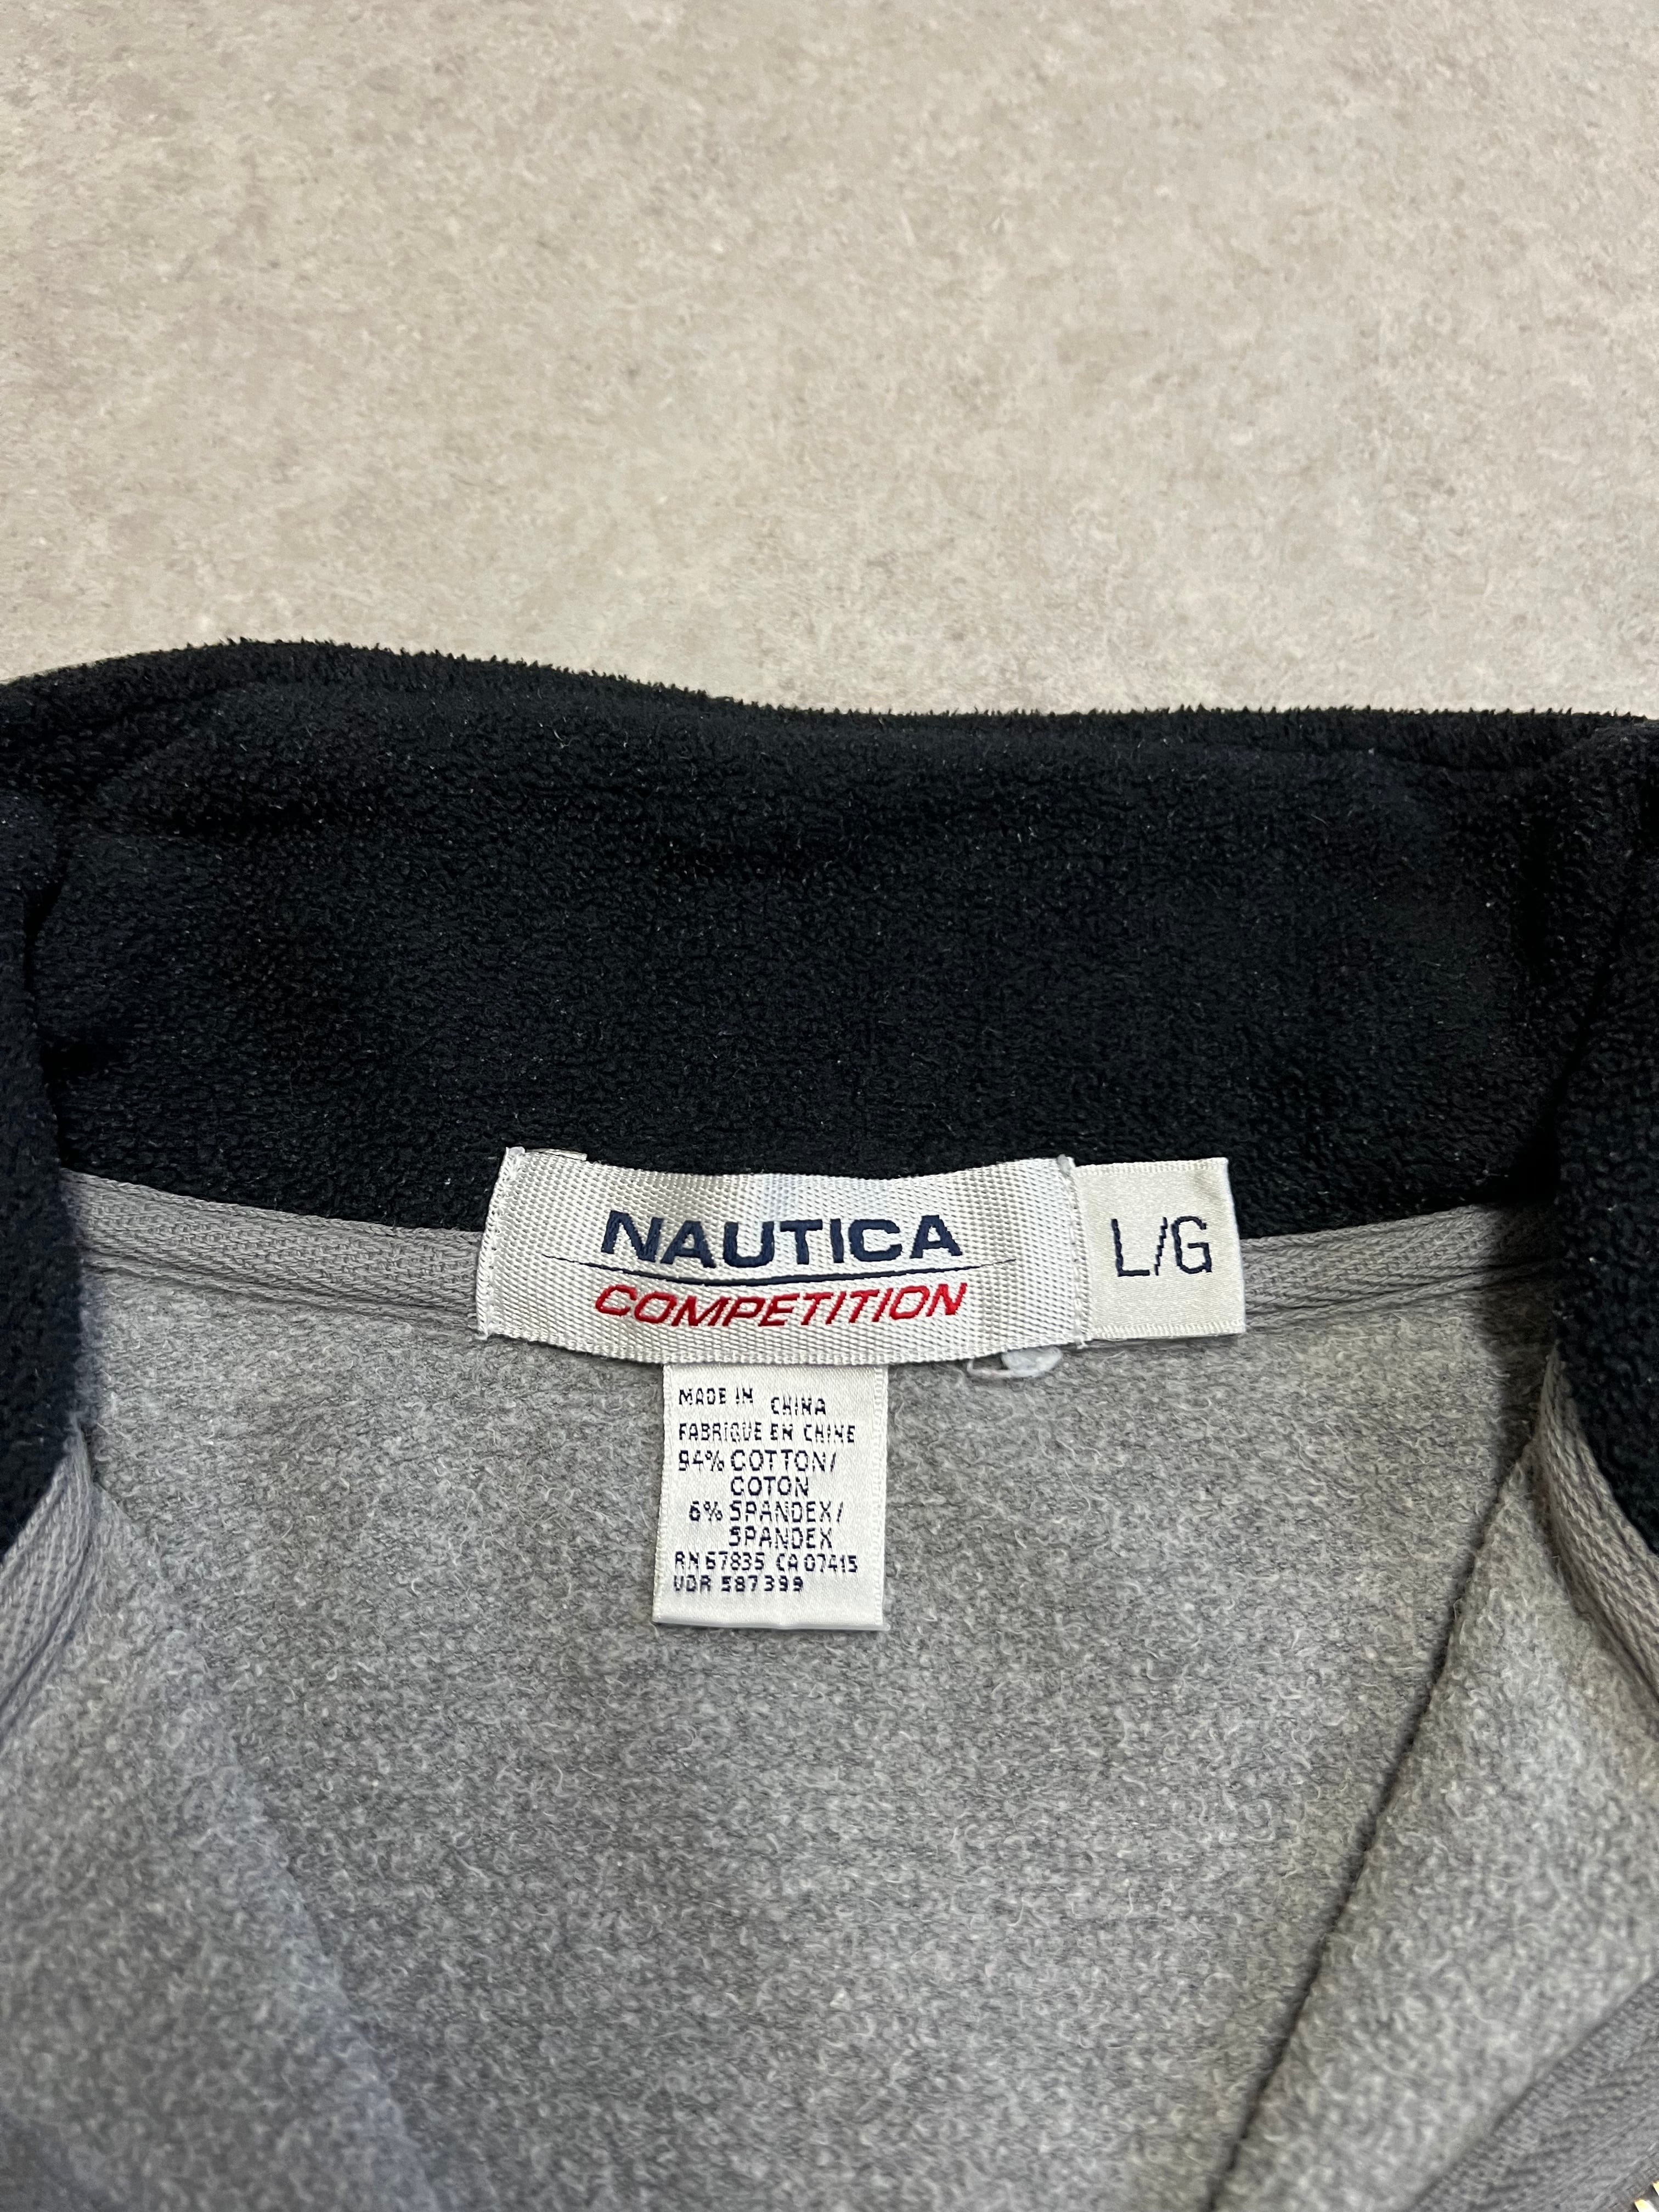 NAUTICA
COMPETITION
L/G
MADE IN CHINA
FABRIQUE EN CHINE
94% COTTON/
COTON
6% SPANDEX/
SPANDEX
RN 67835 CA 07415
VDR 587399